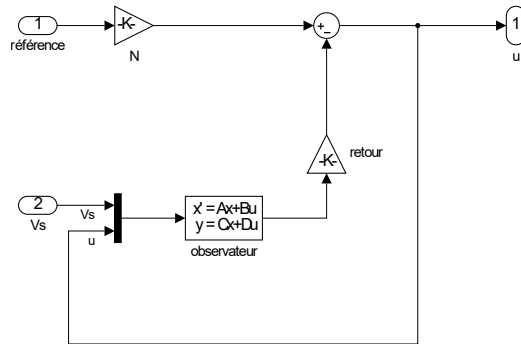 1
référence
-K-
N
+
−
1
u
-K-
retour
2
Vs
Vs
u
x' = Ax+Bu
y = Cx+Du
observateur